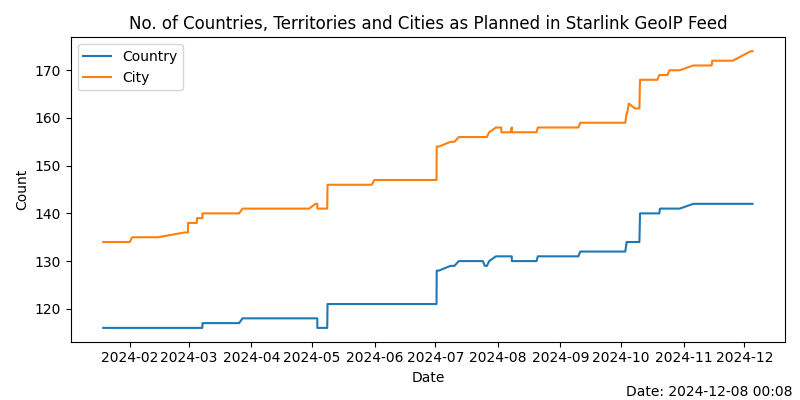 No. of Countries, Territories and Cities as Planned in Starlink GeoIP Feed
Country
City
170
160
150
140
130
120
Count
2024-02 2024-03 2024-04 2024-05 2024-06 2024-07 2024-08 2024-09 2024-10 2024-11 2024-12
Date
Date: 2024-12-08 00:08